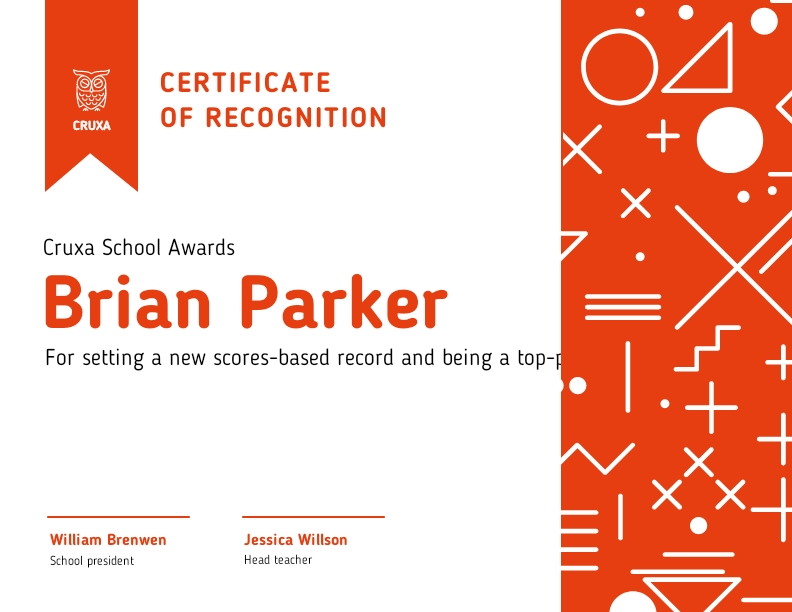 CRUXA
CERTIFICATE
OF RECOGNITION
Cruxa School Awards
Brian Parker
For setting a new scores-based record and being a
William Brenwen
School president
Jessica Willson
Head teacher